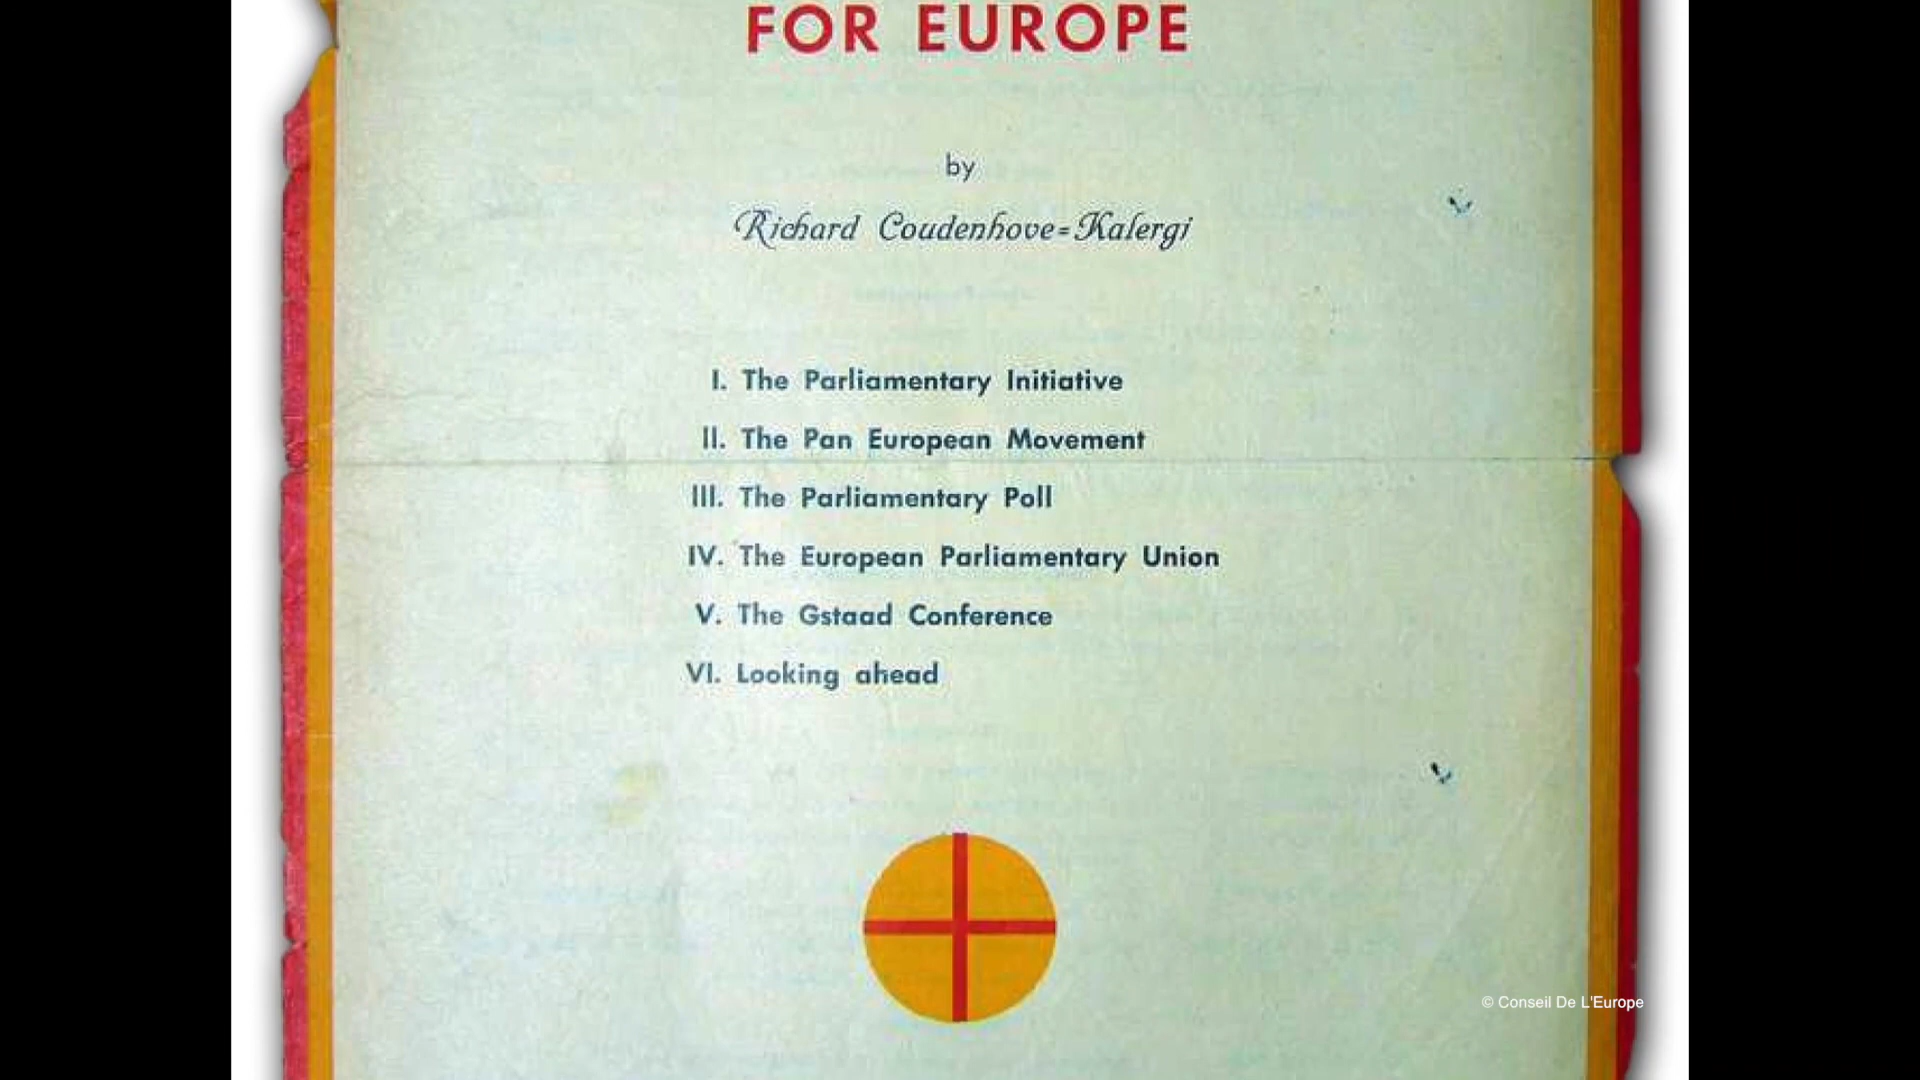 FOR EUROPE
by
Richard Coudenhove=Kalergi
I. The Parliamentary Initiative
II. The Pan European Movement
III. The Parliamentary Poll
IV. The European Parliamentary Union
V. The Gstaad Conference
VI. Looking ahead
© Conseil De L'Europe